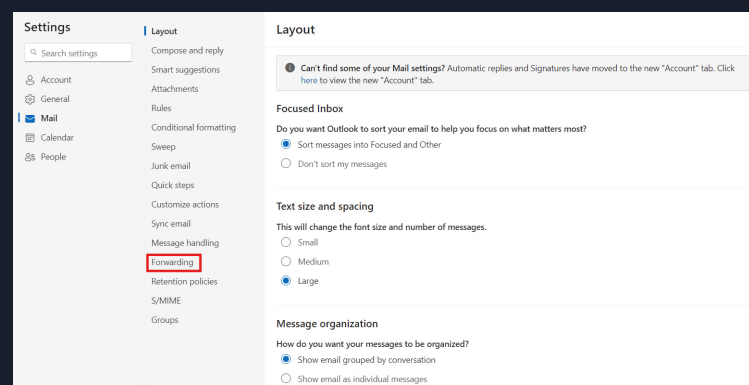 Settings
Search settings
Account
General
Mail
Calendar
People
Layout
Compose and reply
Smart suggestions
Attachments
Rules
Conditional formatting
Sweep
Junk email
Quick steps
Customize actions
Sync email
Message handling
Forwarding
Retention policies
S/MIME
Groups
Layout
Can't find some of your Mail settings? Automatic replies and Signatures have moved to the new "Account" tab. Click
here to view the new "Account" tab.
Focused Inbox
Do you want Outlook to sort your email to help you focus on what matters most?
Sort messages into Focused and Other
Don't sort my messages
Text size and spacing
This will change the font size and number of messages.
Small
Medium
Large
Message organization
How do you want your messages to be organized?
Show email grouped by conversation
Show email as individual messages